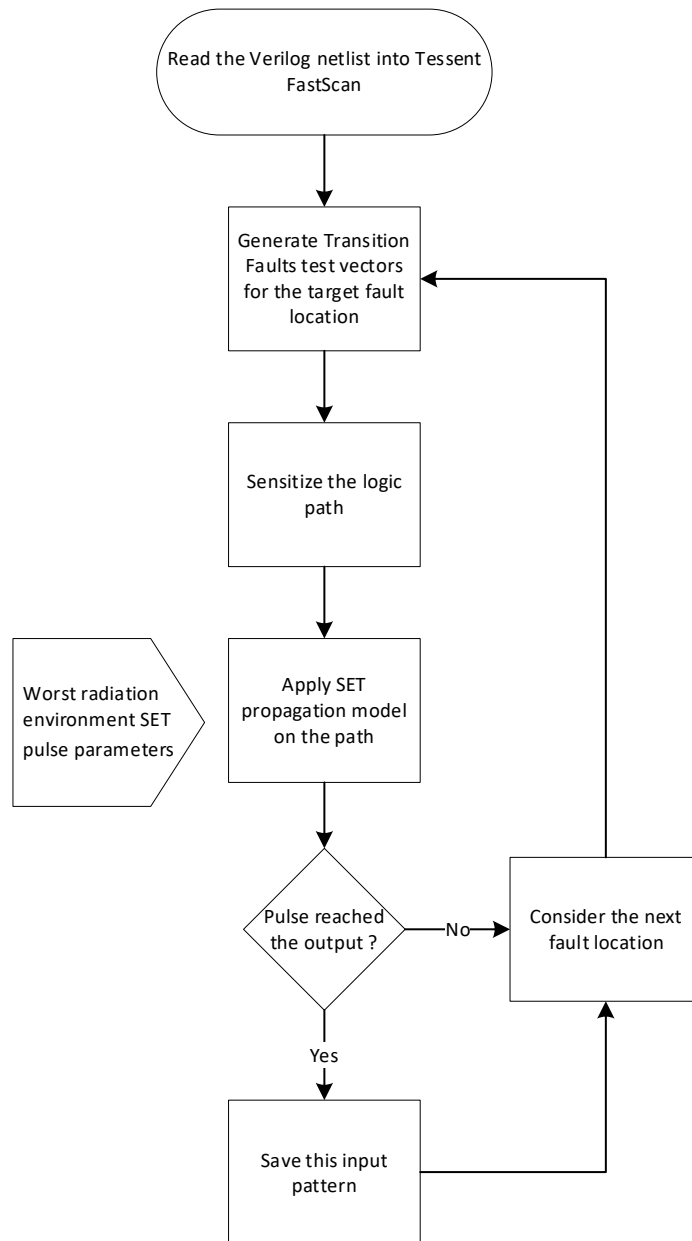 Read the Verilog netlist into Tessent
FastScan
Generate Transition
Faults test vectors
for the target fault
location
Sensitize the logic
path
Worst radiation
environment SET
pulse parameters
Apply SET
propagation model
on the path
Pulse reached
the output ?
No
Consider the next
fault location
Yes
Save this input
pattern